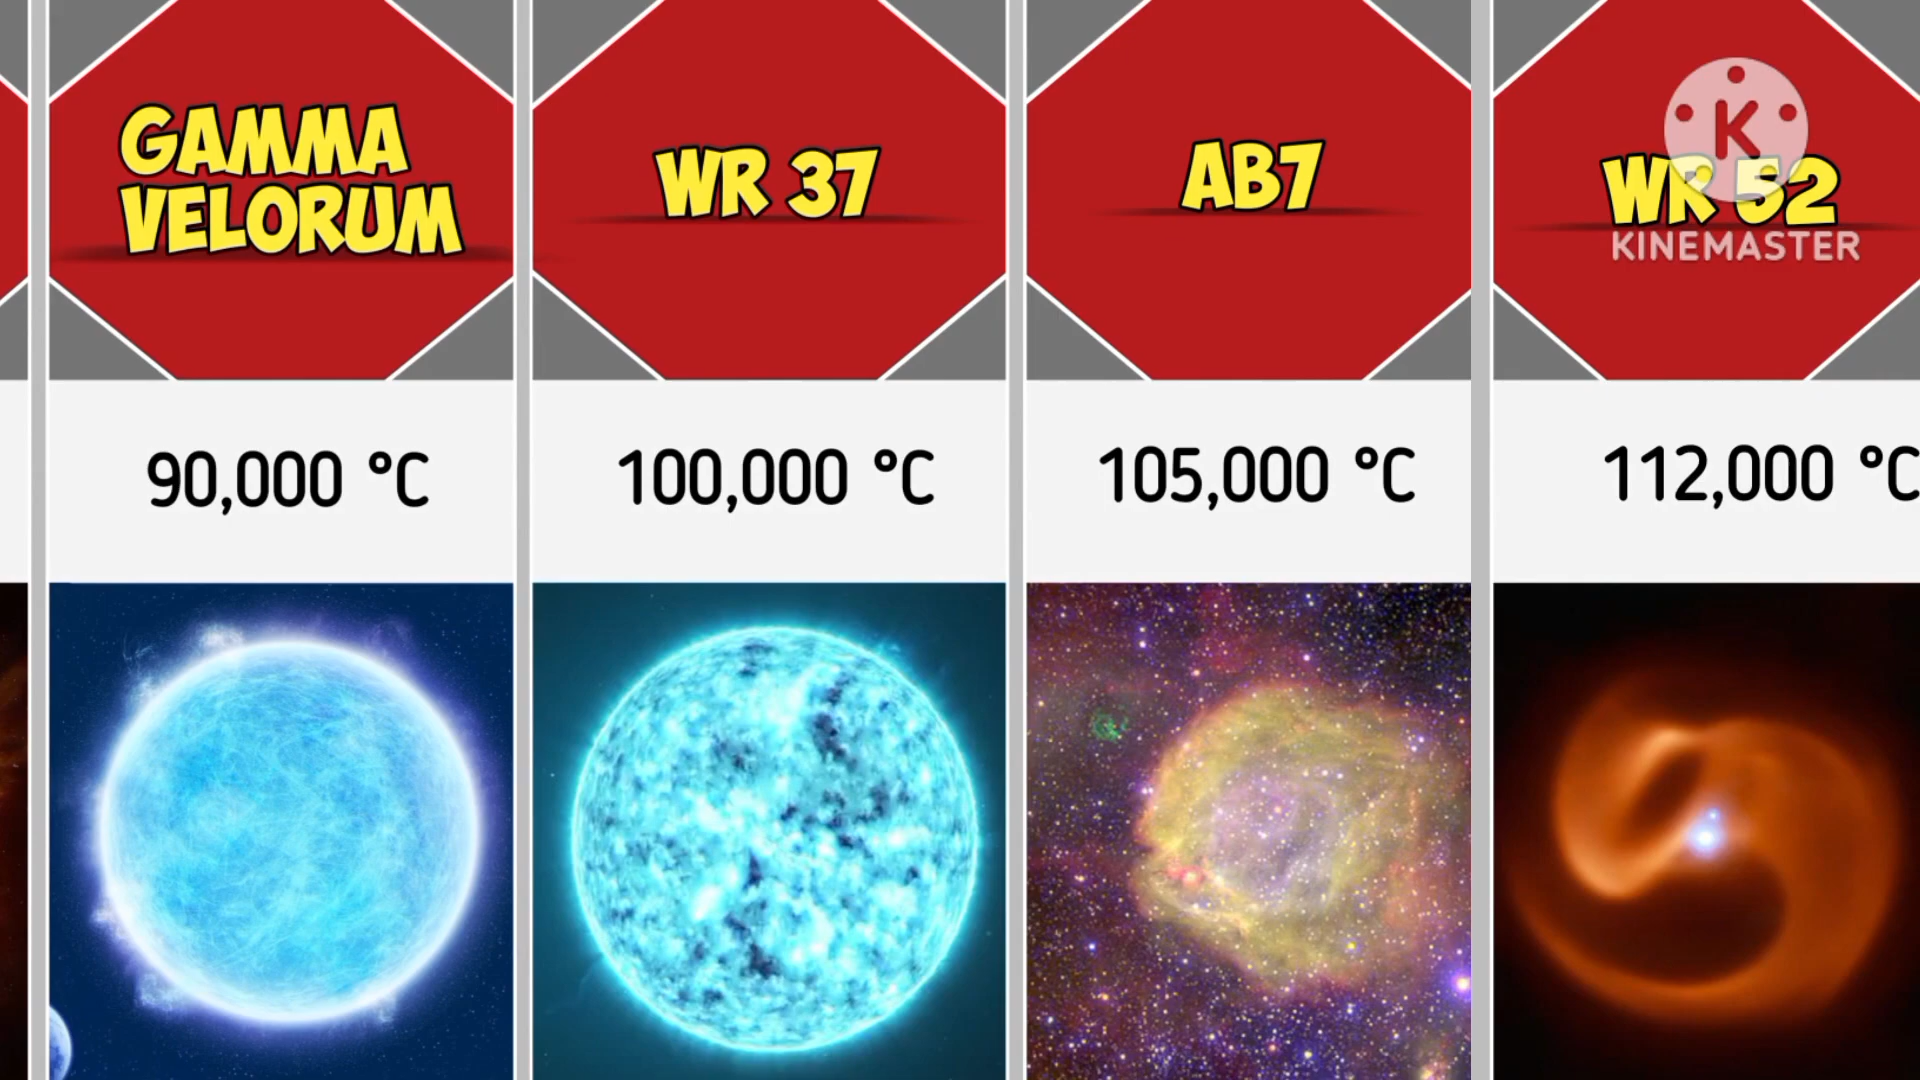 GAMMA
VELORUM
WR 37
AB7
WR 52
K
KINEMASTER
90,000 °C
100,000 °C
105,000 °C
112,000 °C